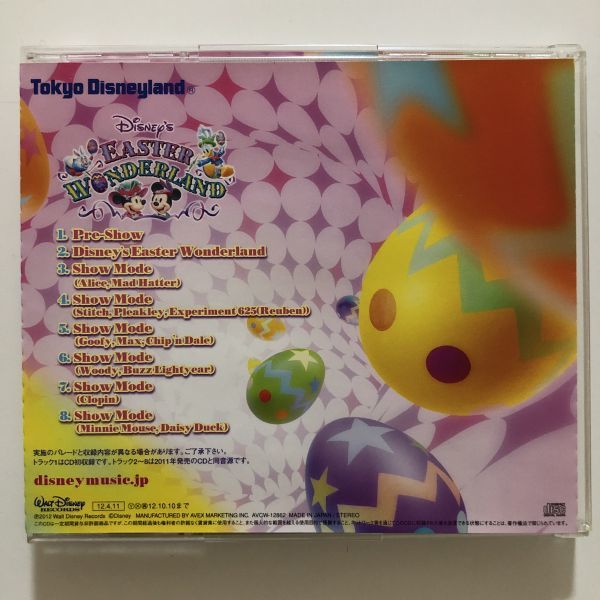 Tokyo Disneyland®
Disney's
EASTER
WONDERLAND
1. Pre-Show
2. Disney's Easter Wonderland
3. Show Mode
(Alice, Mad Hatter)
4. Show Mode
(Stitch, Pleakley, Experiment 625(Reuben))
5. Show Mode
(Goofy, Max, Chip'n Dale)
6. Show Mode
(Woody, Buzz Lightyear)
7. Show Mode
(Clopin)
8. Show Mode
(Minnie Mouse, Daisy Duck)
実施のパレードと収録内容が異なる場合があります。ご了承下さい。
トラック1はCD初収録です。トラック2~8は2011年発売のCDと同音源です。
disneymusic.jp
WALT DISNEY
RECORDS
12.4.11 12.10.10まで
℗2012 Walt Disney Records ©Disney MANUFACTURED BY AVEX MARKETING INC. AVCW-12862 MADE IN JAPAN / STEREO